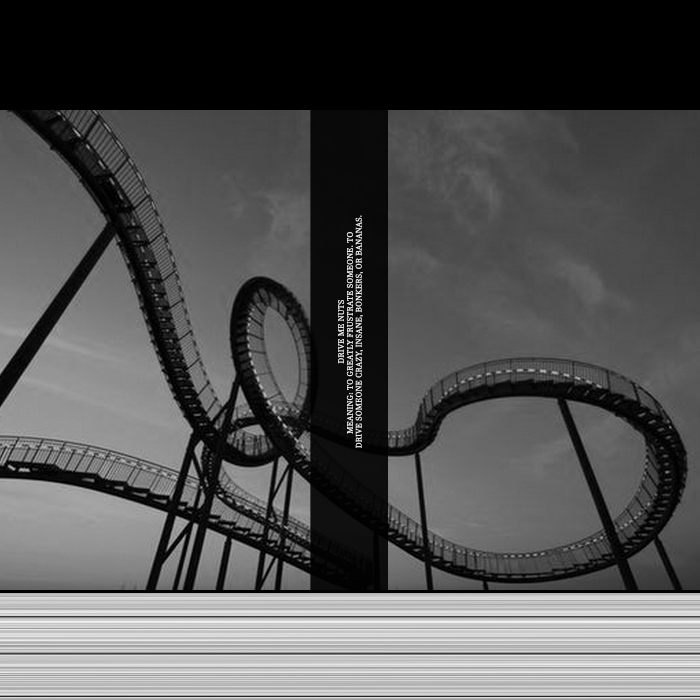 DRIVE ME NUTS
MEANING: TO GREATLY FRUSTRATE SOMEONE. TO
DRIVE SOMEONE CRAZY, INSANE, BONKERS, OR BANANAS.